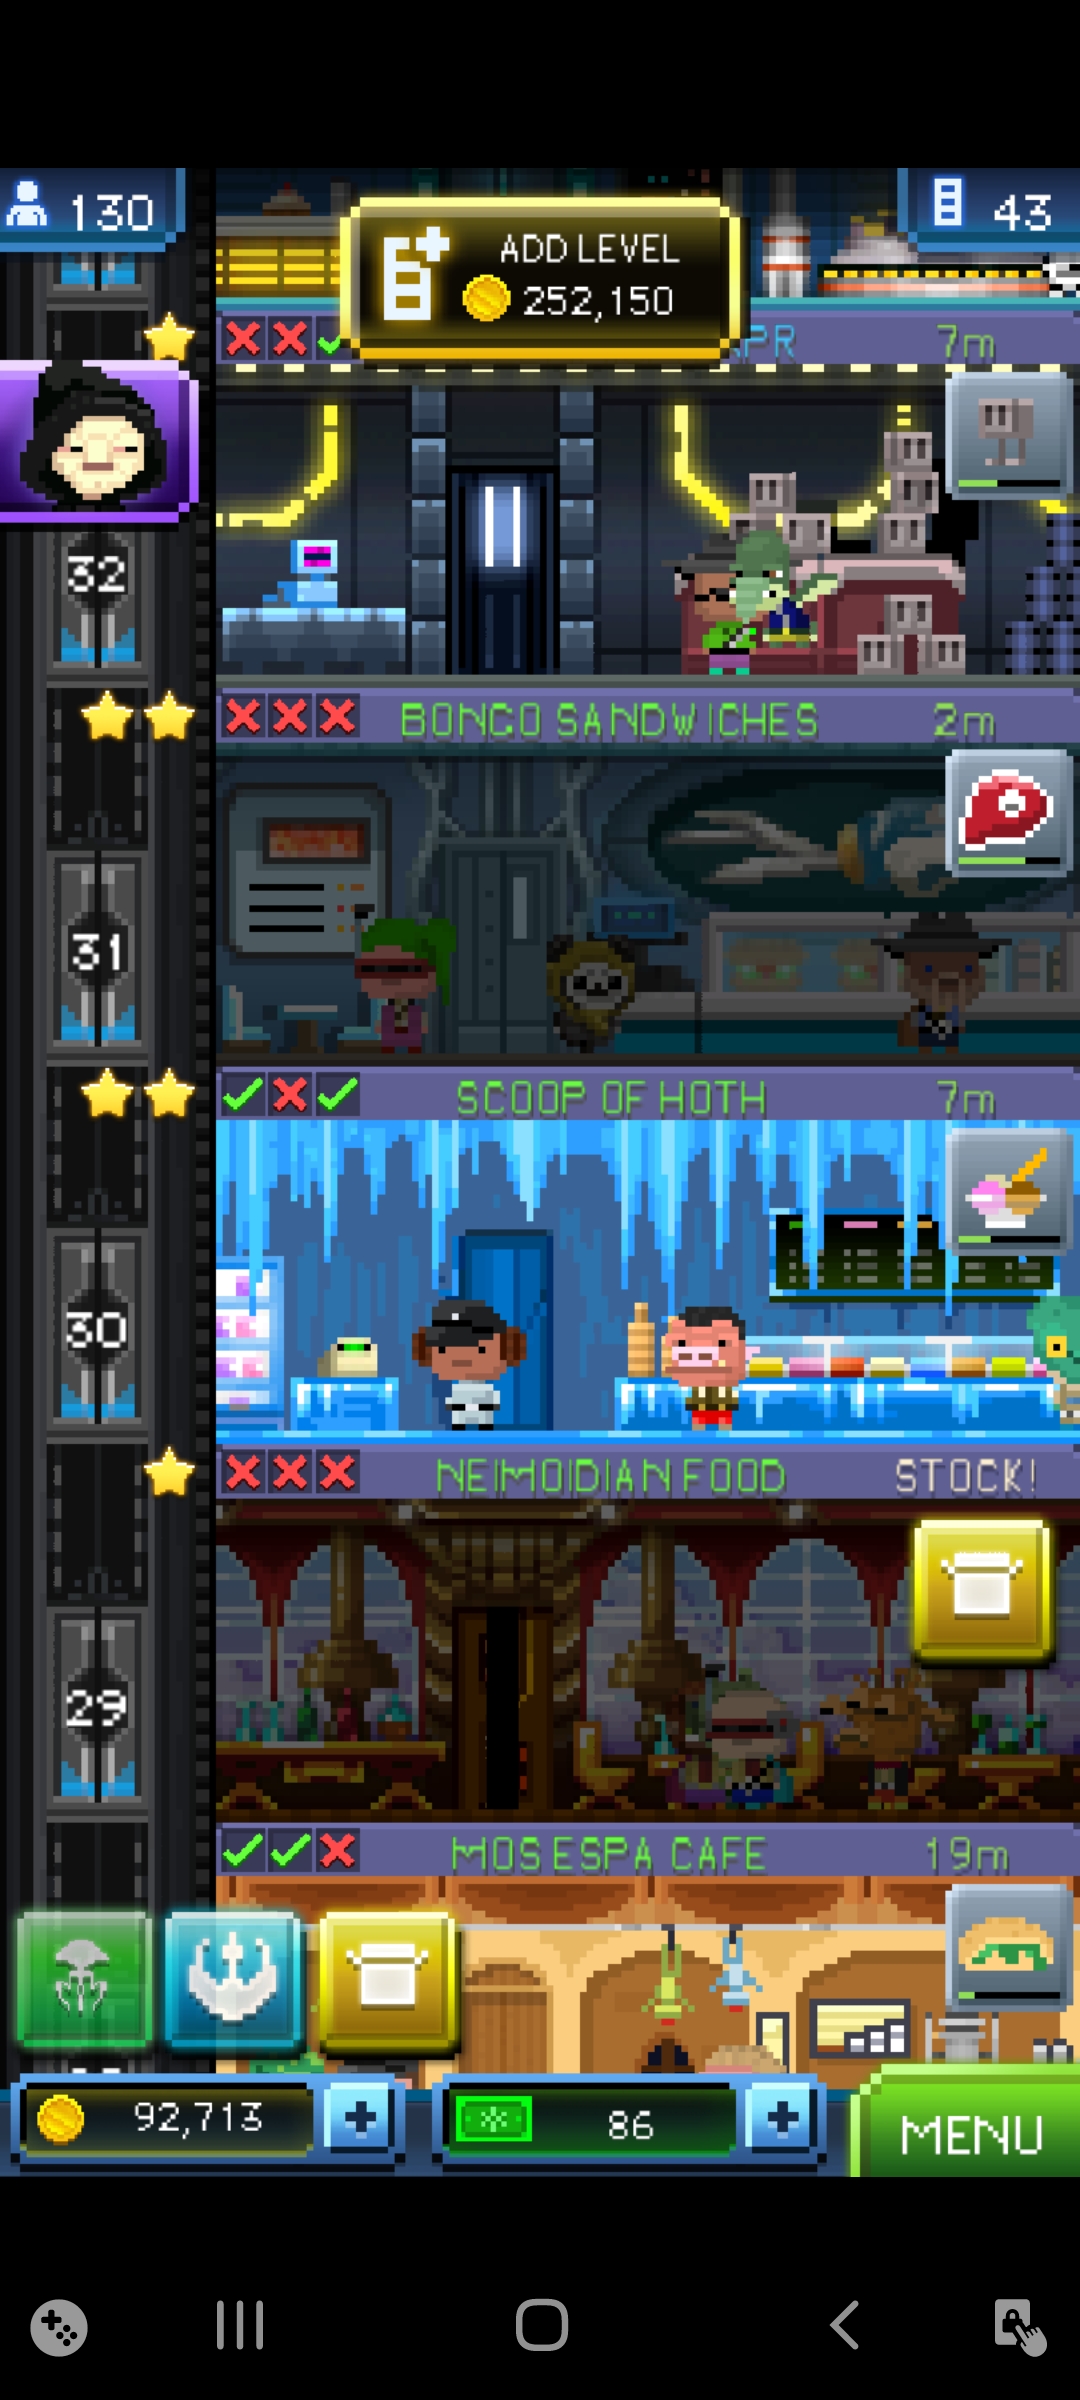 130
ADD LEVEL
252,150
43
PR
7m
32
BONGO SANDWICHES
2m
31
SCOOP OF HOTH
7m
30
NEIMOIDIAN FOOD
STOCK!
29
MOS ESPA CAFE
19m
92,713
86
MENU